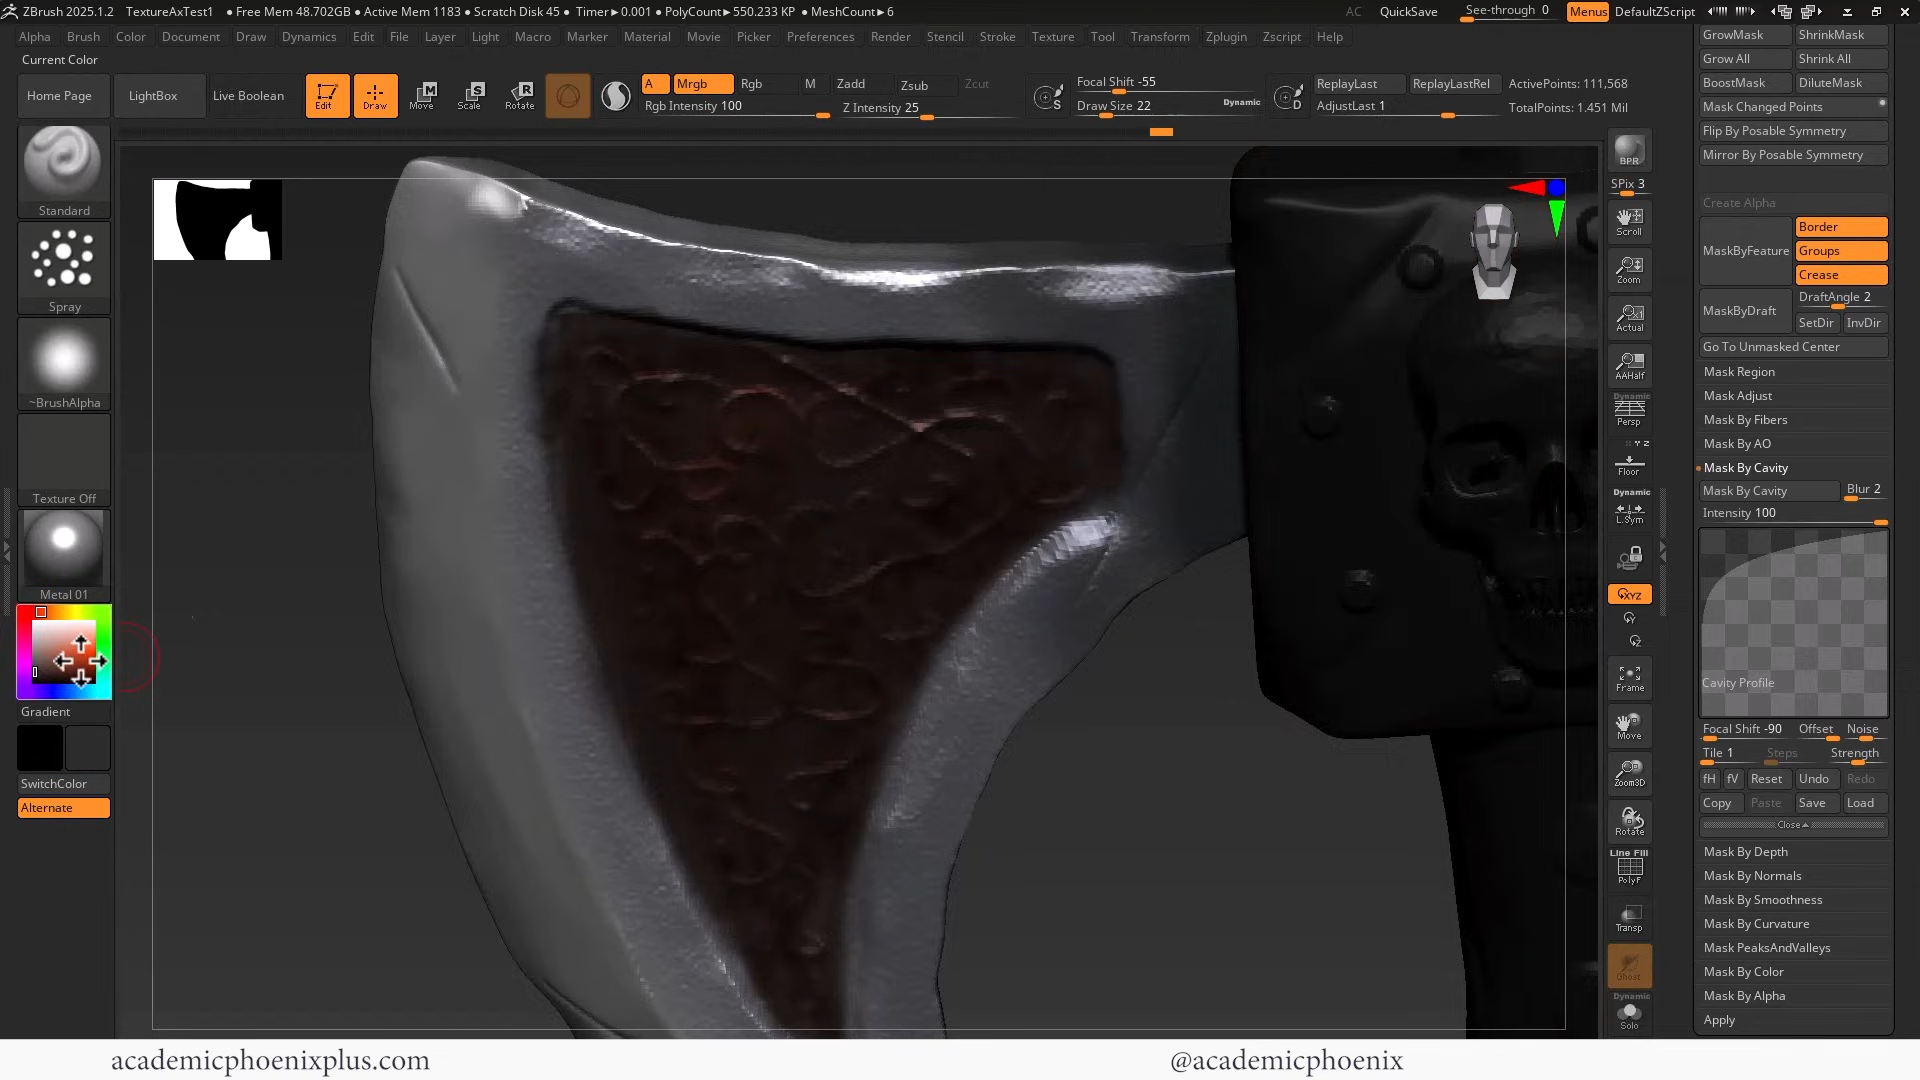 ZBrush 2025.1.2 TextureAxTest1 ● Free Mem 48.702GB ● Active Mem 1183 ● Scratch Disk 45 ● Timer▸0.001 ● PolyCount▸550.233 KP ● MeshCount▸6 AC QuickSave See-through 0 Menus DefaultZScript
Alpha Brush Color Document Draw Dynamics Edit File Layer Light Macro Marker Material Movie Picker Preferences Render Stencil Stroke Texture Tool Transform Zplugin Zscript Help
Current Color
Home Page LightBox Live Boolean Edit Draw Move Scale Rotate
A Mrgb Rgb M Zadd Zsub Zcut
Rgb Intensity 100 Z Intensity 25
Focal Shift -55
Draw Size 22 Dynamic
ReplayLast ReplayLastRel ActivePoints: 111,568
AdjustLast 1 TotalPoints: 1.451 Mil
Standard
Spray
~BrushAlpha
Texture Off
Metal 01
Gradient
SwitchColor
Alternate
BPR
SPix 3
Scroll
Zoom
Actual
AAHalf
Dynamic
Persp
Floor
Dynamic
L.Sym
XYZ
Frame
Move
Zoom3D
Rotate
Line Fill
PolyF
Transp
Ghost
Dynamic
Solo
GrowMask ShrinkMask
Grow All Shrink All
BoostMask DiluteMask
Mask Changed Points
Flip By Posable Symmetry
Mirror By Posable Symmetry
Create Alpha
MaskByFeature Border
Groups
Crease
MaskByDraft DraftAngle 2
SetDir InvDir
Go To Unmasked Center
Mask Region
Mask Adjust
Mask By Fibers
Mask By AO
Mask By Cavity
Mask By Cavity Blur 2
Intensity 100
Cavity Profile
Focal Shift -90 Offset Noise
Tile 1 Steps Strength
fH fV Reset Undo Redo
Copy Paste Save Load
Close
Mask By Depth
Mask By Normals
Mask By Smoothness
Mask By Curvature
Mask PeaksAndValleys
Mask By Color
Mask By Alpha
Apply
academicphoenixplus.com @academicphoenix